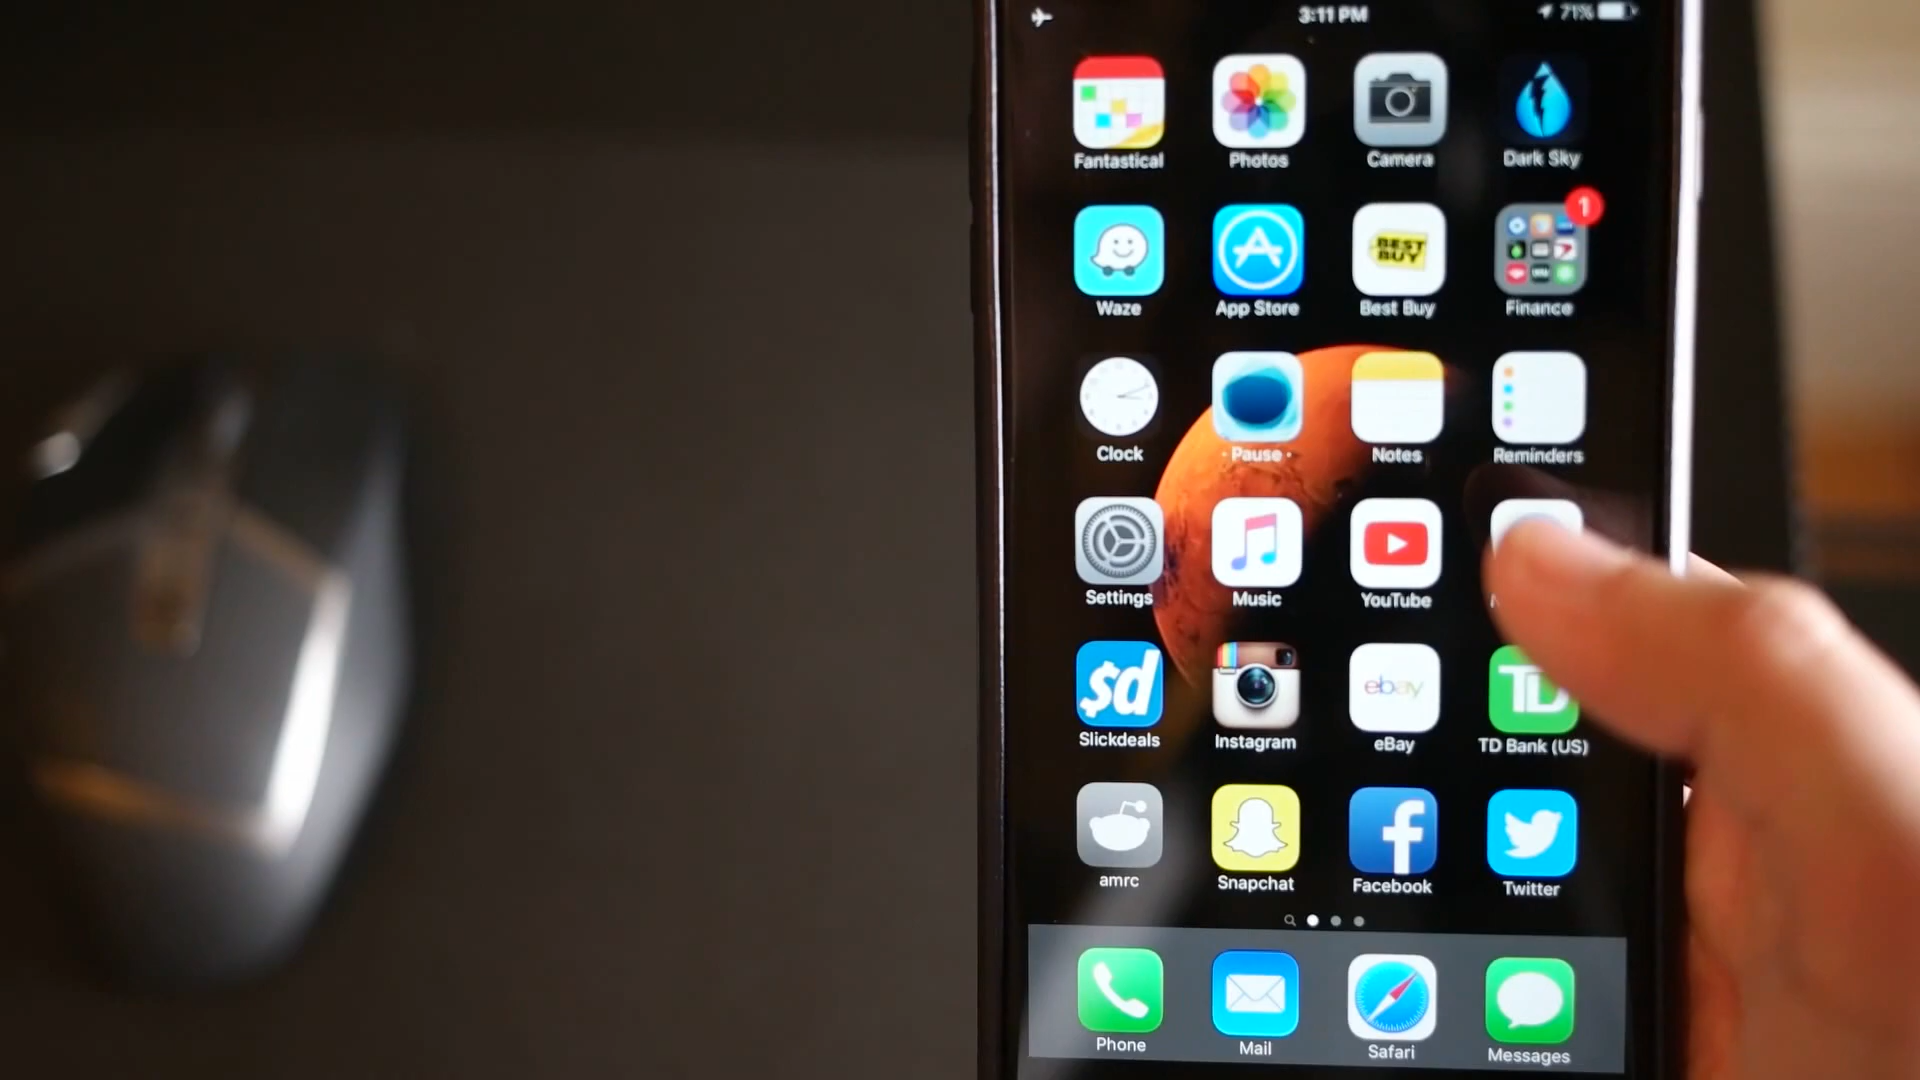 3:11 PM 71%
Fantastical Photos Camera Dark Sky
BEST BUY 1
Waze App Store Best Buy Finance
Clock · Pause · Notes Reminders
Settings Music YouTube
$d ebay TD
Slickdeals Instagram eBay TD Bank (US)
amrc Snapchat Facebook Twitter
Phone Mail Safari Messages